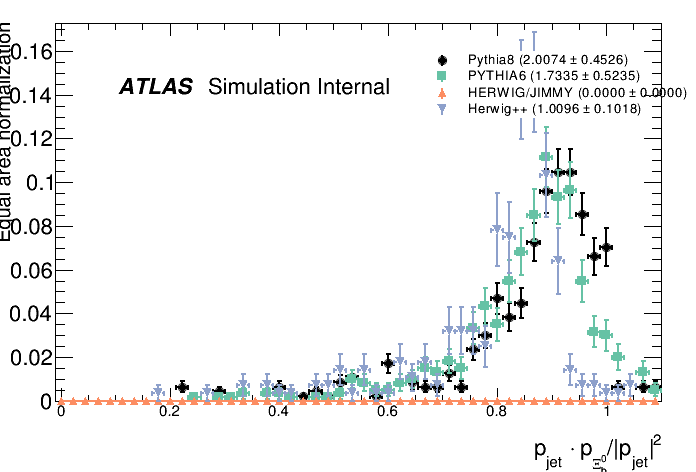 Equal area normalization
0.16
0.14
0.12
0.1
0.08
0.06
0.04
0.02
0
ATLAS Simulation Internal
Pythia8 (2.0074 ± 0.4526)
PYTHIA6 (1.7335 ± 0.5235)
HERWIG/JIMMY (0.0000 ± 0.0000)
Herwig++ (1.0096 ± 0.1018)
0 0.2 0.4 0.6 0.8 1
p_jet · p_Ξ⁰_b/|p_jet|²